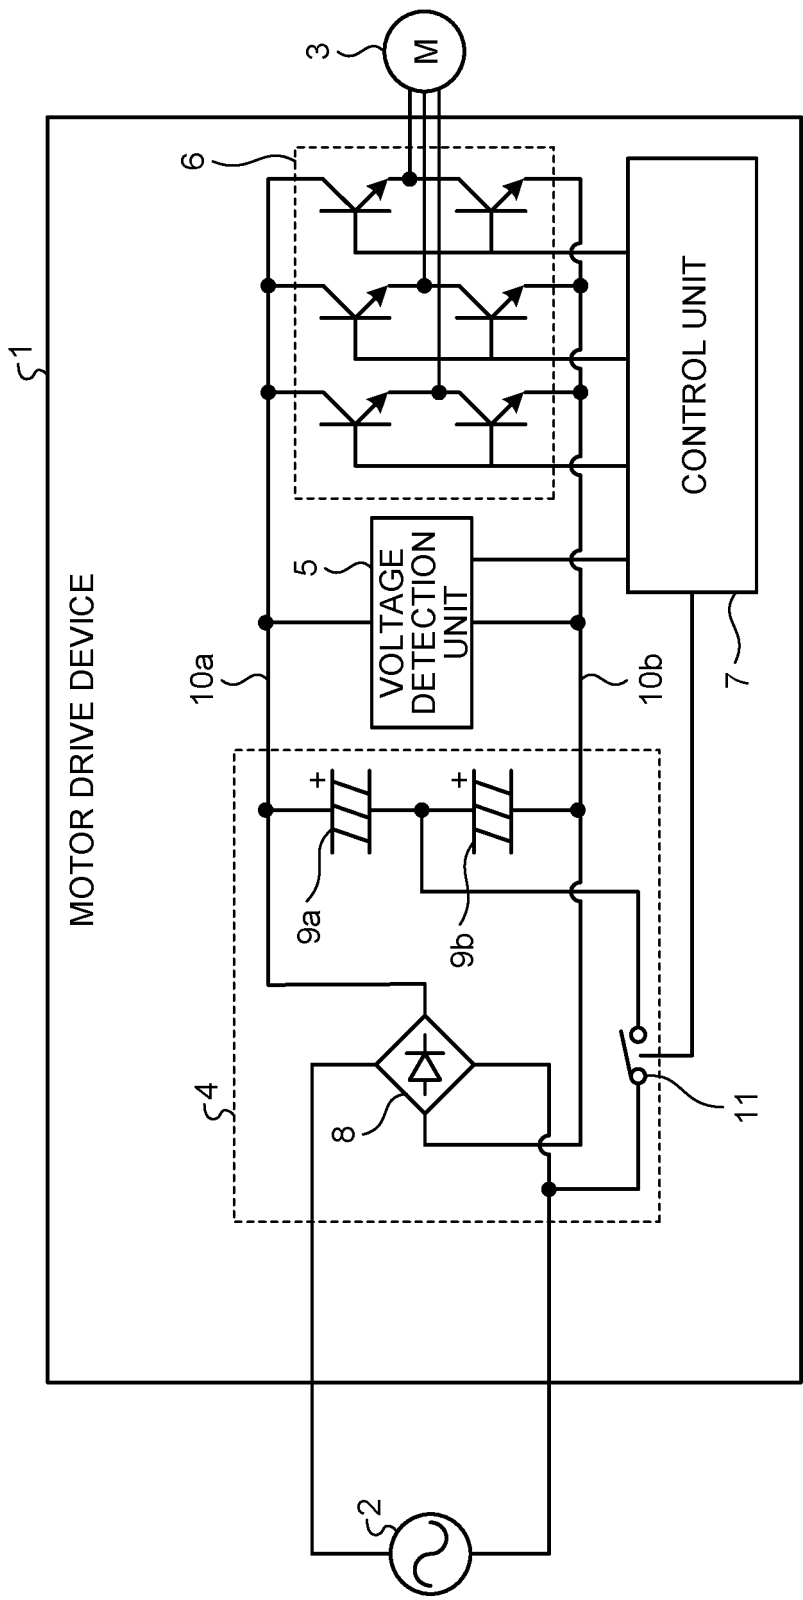 1
MOTOR DRIVE DEVICE
2
4
8
9a
+
9b
+
11
10a
10b
5
VOLTAGE
DETECTION
UNIT
6
3
M
CONTROL UNIT
7